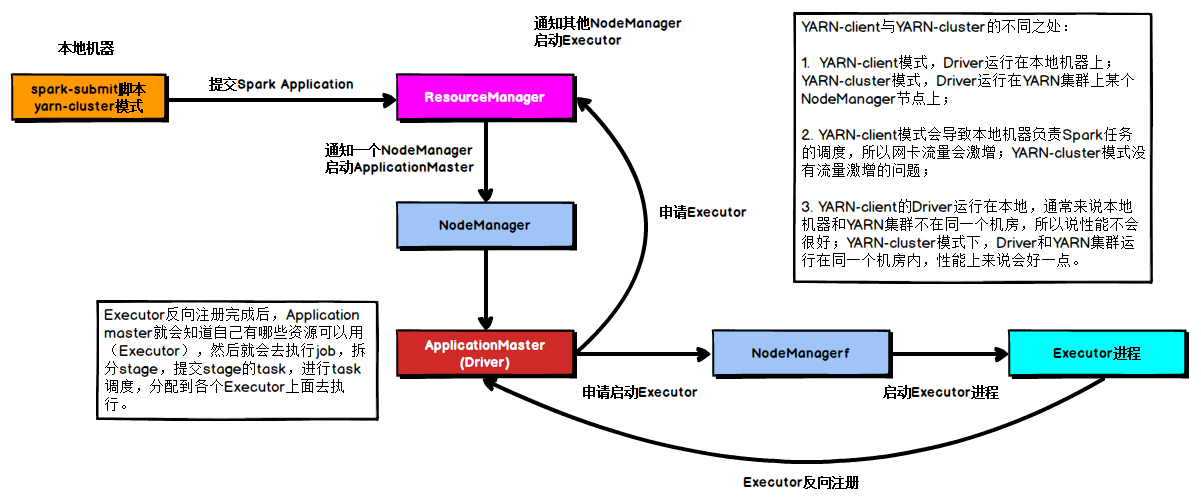 通知其他NodeManager
启动Executor
本地机器
spark-submit脚本
yarn-cluster模式
提交Spark Application
ResourceManager
通知一个NodeManager
启动ApplicationMaster
NodeManager
申请Executor
YARN-client与YARN-cluster的不同之处：
1. YARN-client模式，Driver运行在本地机器上；
YARN-cluster模式，Driver运行在YARN集群上某个
NodeManager节点上；
2. YARN-client模式会导致本地机器负责Spark任务
的调度，所以网卡流量会激增；YARN-cluster模式没
有流量激增的问题；
3. YARN-client的Driver运行在本地，通常来说本地
机器和YARN集群不在同一个机房，所以说性能不会
很好；YARN-cluster模式下，Driver和YARN集群运
行在同一个机房内，性能上来说会好一点。
Executor反向注册完成后，Application
master就会知道自己有哪些资源可以用
（Executor），然后就会去执行job，拆
分stage，提交stage的task，进行task
调度，分配到各个Executor上面去执
行。
ApplicationMaster
(Driver)
申请启动Executor
NodeManagerf
启动Executor进程
Executor进程
Executor反向注册